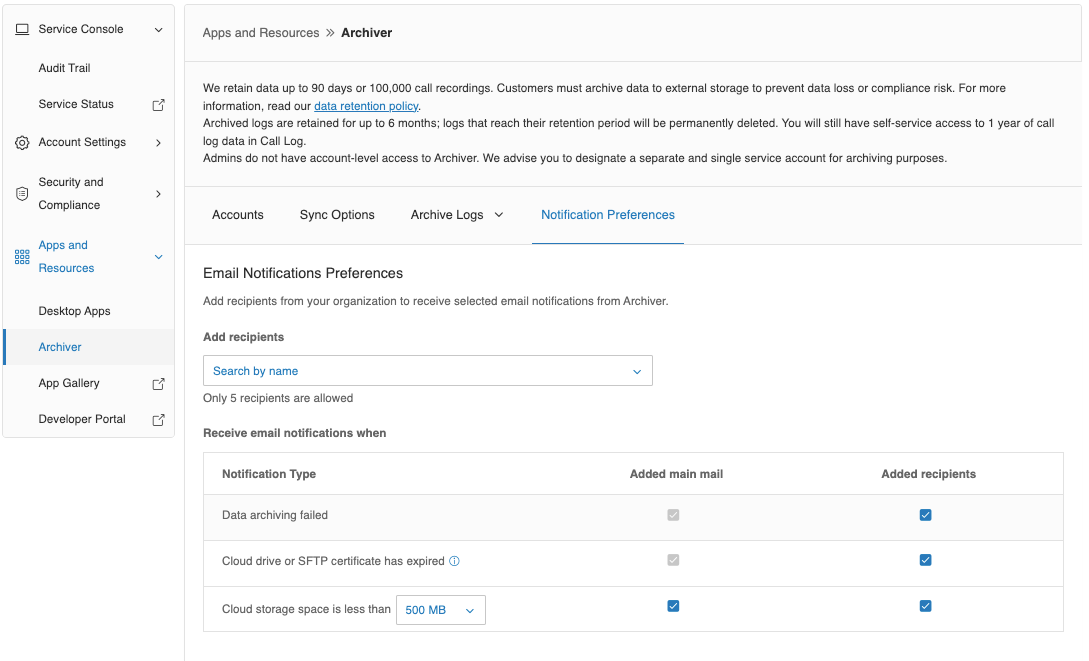 Service Console
Audit Trail
Service Status
Account Settings
Security and
Compliance
Apps and
Resources
Desktop Apps
Archiver
App Gallery
Developer Portal
Apps and Resources » Archiver
We retain data up to 90 days or 100,000 call recordings. Customers must archive data to external storage to prevent data loss or compliance risk. For more
information, read our data retention policy.
Archived logs are retained for up to 6 months; logs that reach their retention period will be permanently deleted. You will still have self-service access to 1 year of call
log data in Call Log.
Admins do not have account-level access to Archiver. We advise you to designate a separate and single service account for archiving purposes.
Accounts Sync Options Archive Logs Notification Preferences
Email Notifications Preferences
Add recipients from your organization to receive selected email notifications from Archiver.
Add recipients
Search by name
Only 5 recipients are allowed
Receive email notifications when
Notification Type Added main mail Added recipients
Data archiving failed
Cloud drive or SFTP certificate has expired
Cloud storage space is less than 500 MB